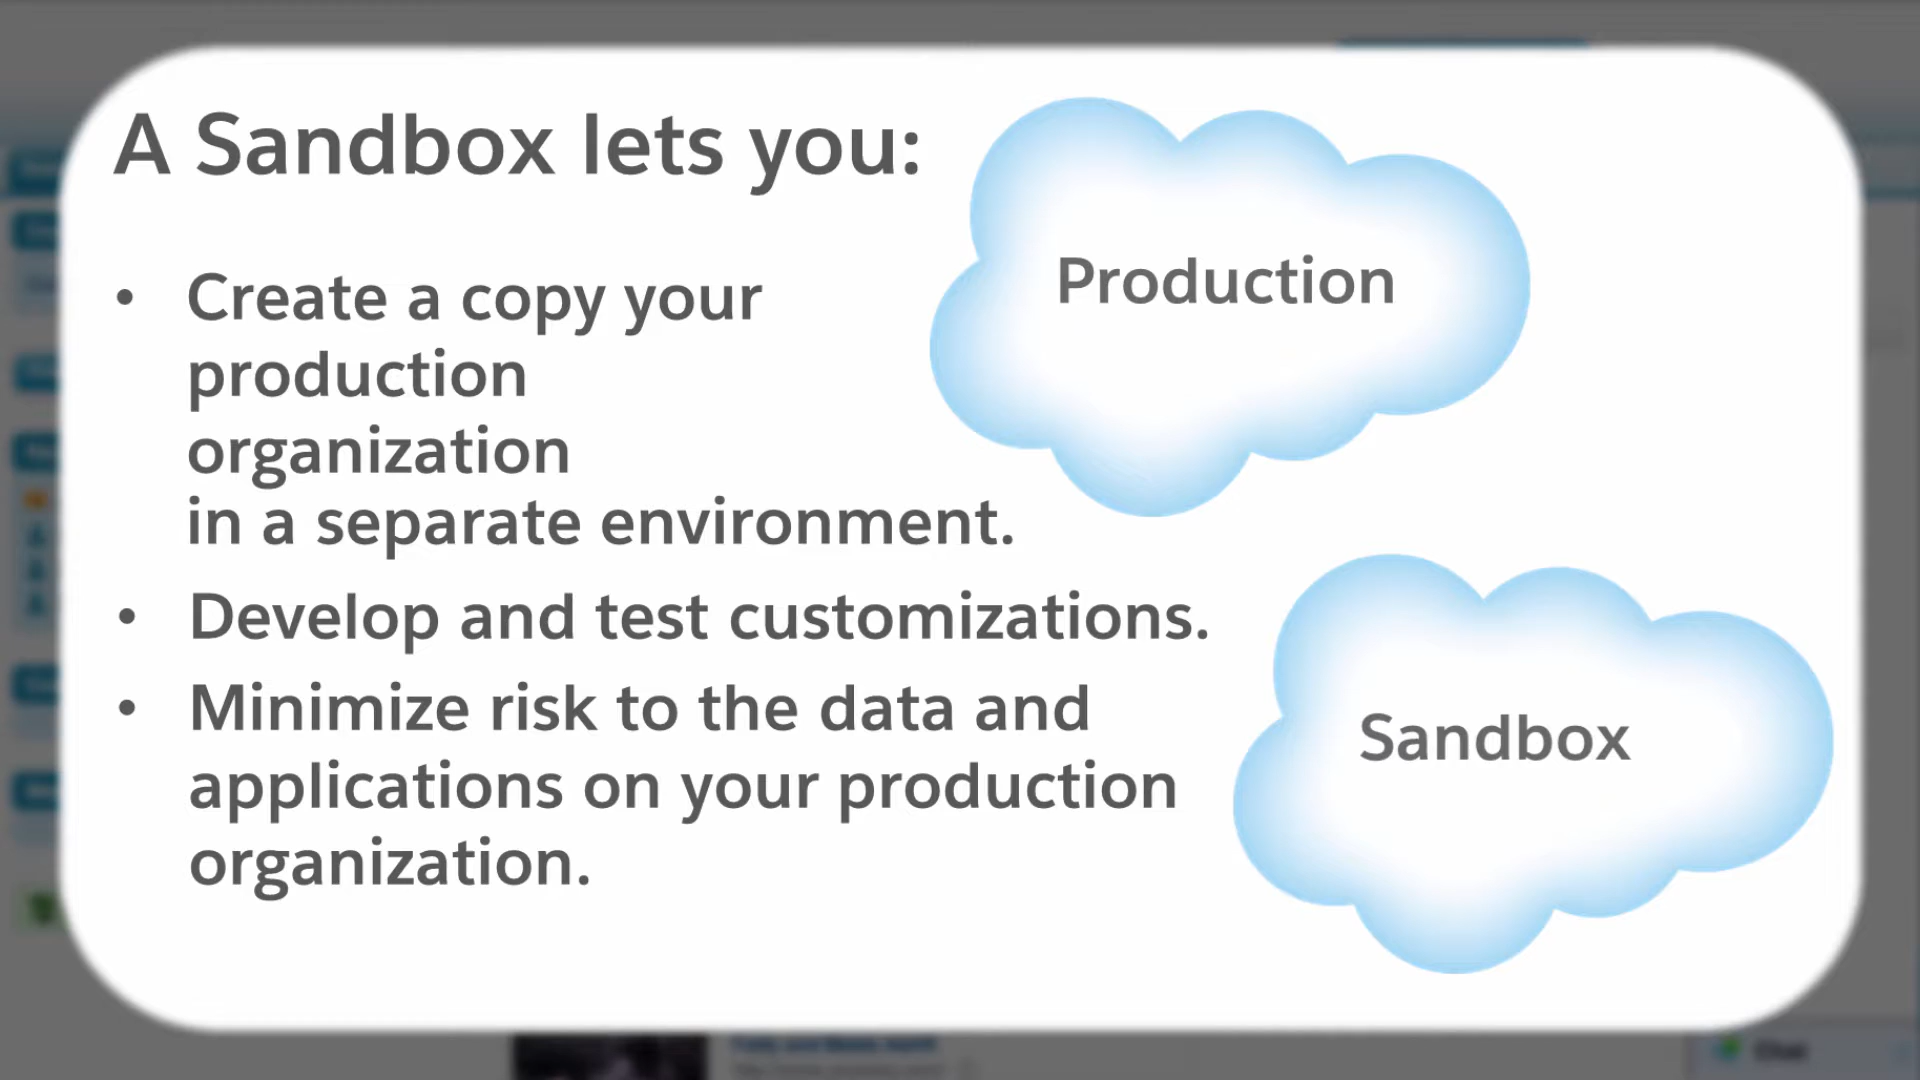 A Sandbox lets you:
• Create a copy your
production
organization
in a separate environment.
• Develop and test customizations.
• Minimize risk to the data and
applications on your production
organization.
Production
Sandbox
Chat